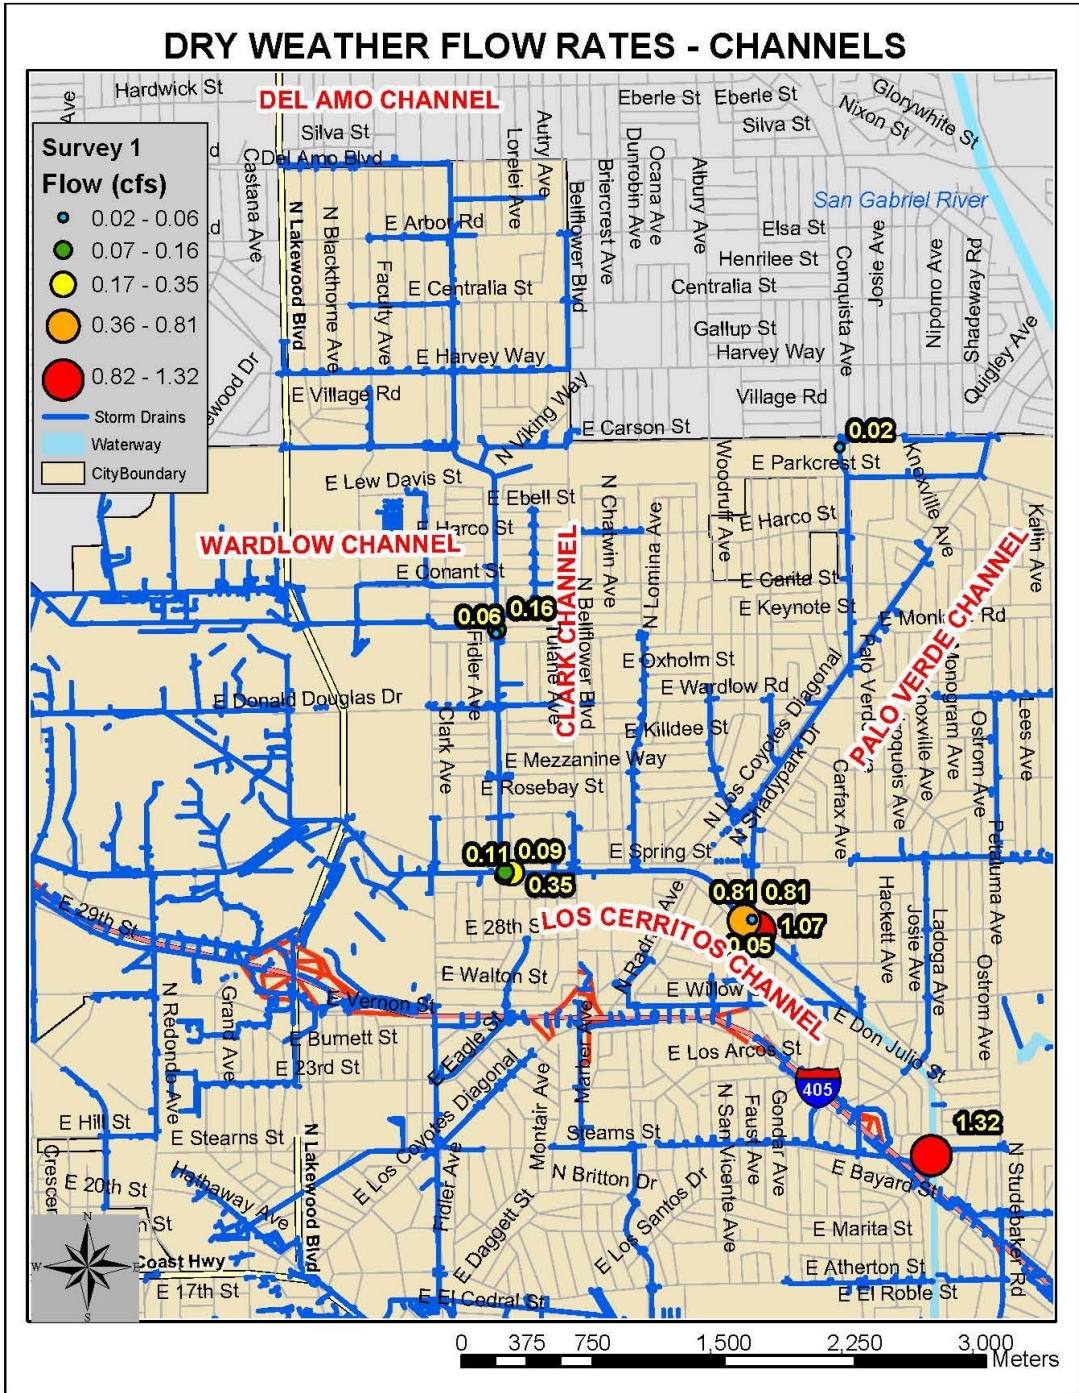 DRY WEATHER FLOW RATES - CHANNELS
Hardwick St
DEL AMO CHANNEL
Eberle St
Eberle St
Glorywhite St
Nixon St
Silva St
Silva St
Ave
Autry Ave
Lorelei Ave
Survey 1
Flow (cfs)
0.02 - 0.06
0.07 - 0.16
0.17 - 0.35
0.36 - 0.81
0.82 - 1.32
Storm Drains
Waterway
CityBoundary
d
d
Castana Ave
Del Amo Blvd
N Lakewood Blvd
N Blackthorne Ave
Faculty Ave
E Arbor Rd
E Centralia St
E Harvey Way
E Village Rd
Bellflower Blvd
Briercrest Ave
Dunrobin Ave
Ocana Ave
Albury Ave
San Gabriel River
Elsa St
Henrilee St
Centralia St
Conquista Ave
Josie Ave
Nipomo Ave
Shadeway Rd
Quigley Ave
Gallup St
Harvey Way
Village Rd
ewood Dr
N Viking Way
E Carson St
0.02
E Parkcrest St
Knoxville Ave
Woodruff Ave
E Lew Davis St
E Ebell St
N Chatwin Ave
N Lomina Ave
E Harco St
E Harco St
Kallin Ave
WARDLOW CHANNEL
CLARK CHANNEL
PALO VERDE CHANNEL
E Conant St
E Carita St
E Keynote St
Rd
0.06
0.16
Fidler Ave
Tulane Ave
N Bellflower Blvd
E Oxholm St
E Wardlow Rd
E Donald Douglas Dr
Clark Ave
E Killdee St
E Mezzanine Way
E Rosebay St
N Los Coyotes Diagonal
N Shadypark Dr
Carfax Ave
Monogram Ave
Ostrom Ave
Lees Ave
Petaluma Ave
E Spring St
0.11
0.09
0.35
0.81
0.81
1.07
0.05
LOS CERRITOS CHANNEL
E 28th S
Ave
E 29th St
E Walton St
E Willow
Hackett Ave
Josie Ave
Ladoga Ave
Ostrom Ave
N Redondo Ave
Grand Ave
E Vernon St
E Burnett St
E 23rd St
E Eagle St
E Los Coyotes Diagonal
Montair Ave
E Los Arcos St
E Don Julio St
405
E Hill St
E Stearns St
N Lakewood Blvd
Stearns St
N San Vicente Ave
Faust Ave
Gondar Ave
1.32
Crescen
E 20th St
Hathaway Ave
Fidler Ave
N Britton Dr
E Los Santos Dr
E Bayard St
N Studebaker Rd
n St
E Daggett St
E Marita St
Coast Hwy
E 17th St
E El Cedral St
E Atherton St
E El Roble St
N
W
E
S
0 375 750 1,500 2,250 3,000
Meters